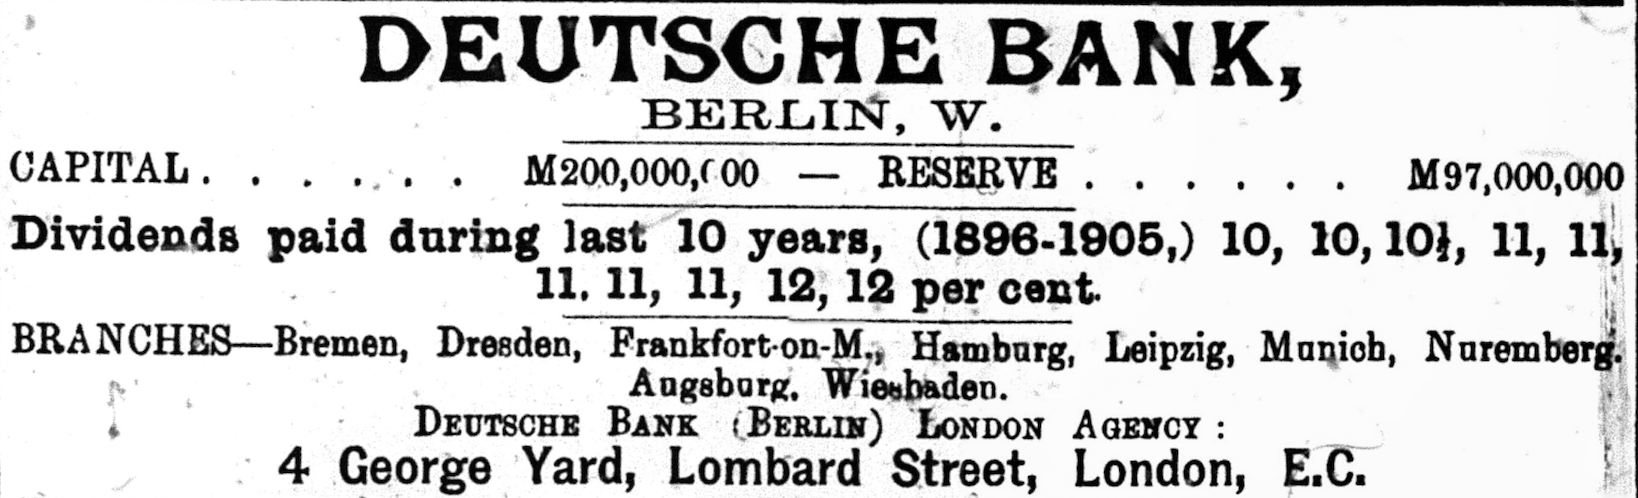 DEUTSCHE BANK,
BERLIN, W.
CAPITAL . . . . . . M200,000,000 — RESERVE . . . . . . M97,000,000
Dividends paid during last 10 years, (1896-1905,) 10, 10, 10½, 11, 11,
11, 11, 11, 12, 12 per cent.
BRANCHES—Bremen, Dresden, Frankfort-on-M., Hamburg, Leipzig, Munich, Nuremberg.
Augsburg, Wiesbaden.
DEUTSCHE BANK (BERLIN) LONDON AGENCY :
4 George Yard, Lombard Street, London, E.C.